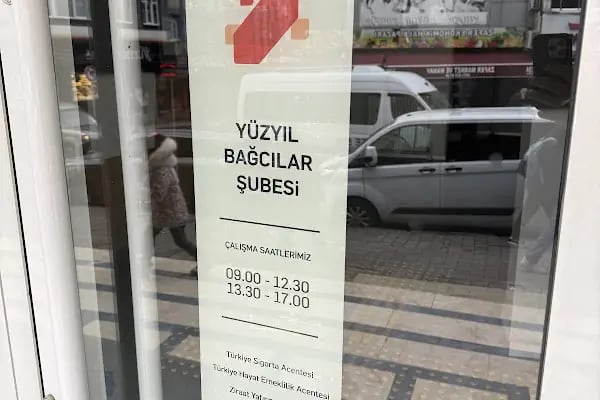 YÜZYIL
BAĞCILAR
ŞUBESİ
ÇALIŞMA SAATLERİMİZ
09.00 - 12.30
13.30 - 17.00
Türkiye Sigorta Acentesi
Türkiye Hayat Emeklilik Acentesi
Ziraat